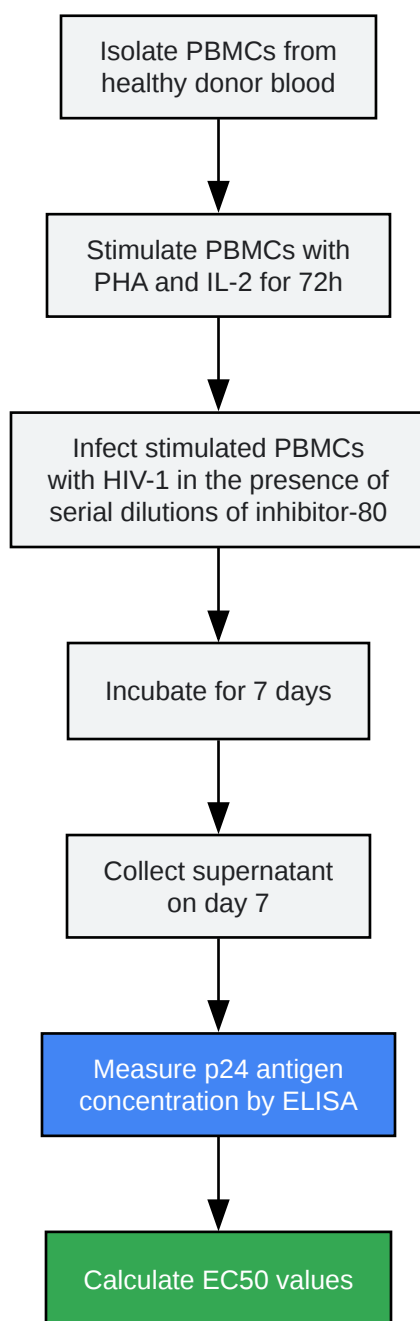 Isolate PBMCs from
healthy donor blood
Stimulate PBMCs with
PHA and IL-2 for 72h
Infect stimulated PBMCs
with HIV-1 in the presence of
serial dilutions of inhibitor-80
Incubate for 7 days
Collect supernatant
on day 7
Measure p24 antigen
concentration by ELISA
Calculate EC50 values